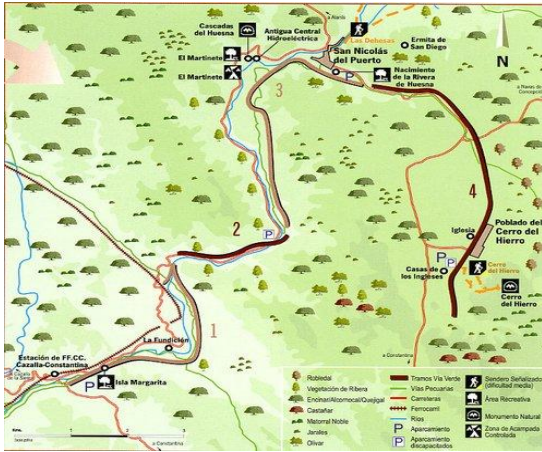 a Alanís
Cascadas
del Huesna
Antigua Central
Hidroeléctrica
Las Dehesas
Ermita de
San Diego
San Nicolás
del Puerto
El Martinete
El Martinete
P
Nacimiento
de la Rivera
de Huesna
N
3
4
2
P
Iglesia
Poblado del
Cerro del
Hierro
P
P
Casas de
los Ingleses
Cerro
del Hierro
Cerro
del Hierro
1
La Fundición
Estación de FF.CC.
Cazalla-Constantina
P
Isla Margarita
a Constantina
a Constantina
1
2
3
Robledal
Vegetación de Ribera
Encinar/Alcornocal/Quejigal
Castañar
Matorral Noble
Jarales
Olivar
Tramos Vía Verde
Vías Pecuarias
Carreteras
Ferrocarril
Ríos
P Aparcamiento
P Aparcamiento
discapacitados
Sendero Señalizado
(dificultad media)
Área Recreativa
Monumento Natural
Zona de Acampada
Controlada